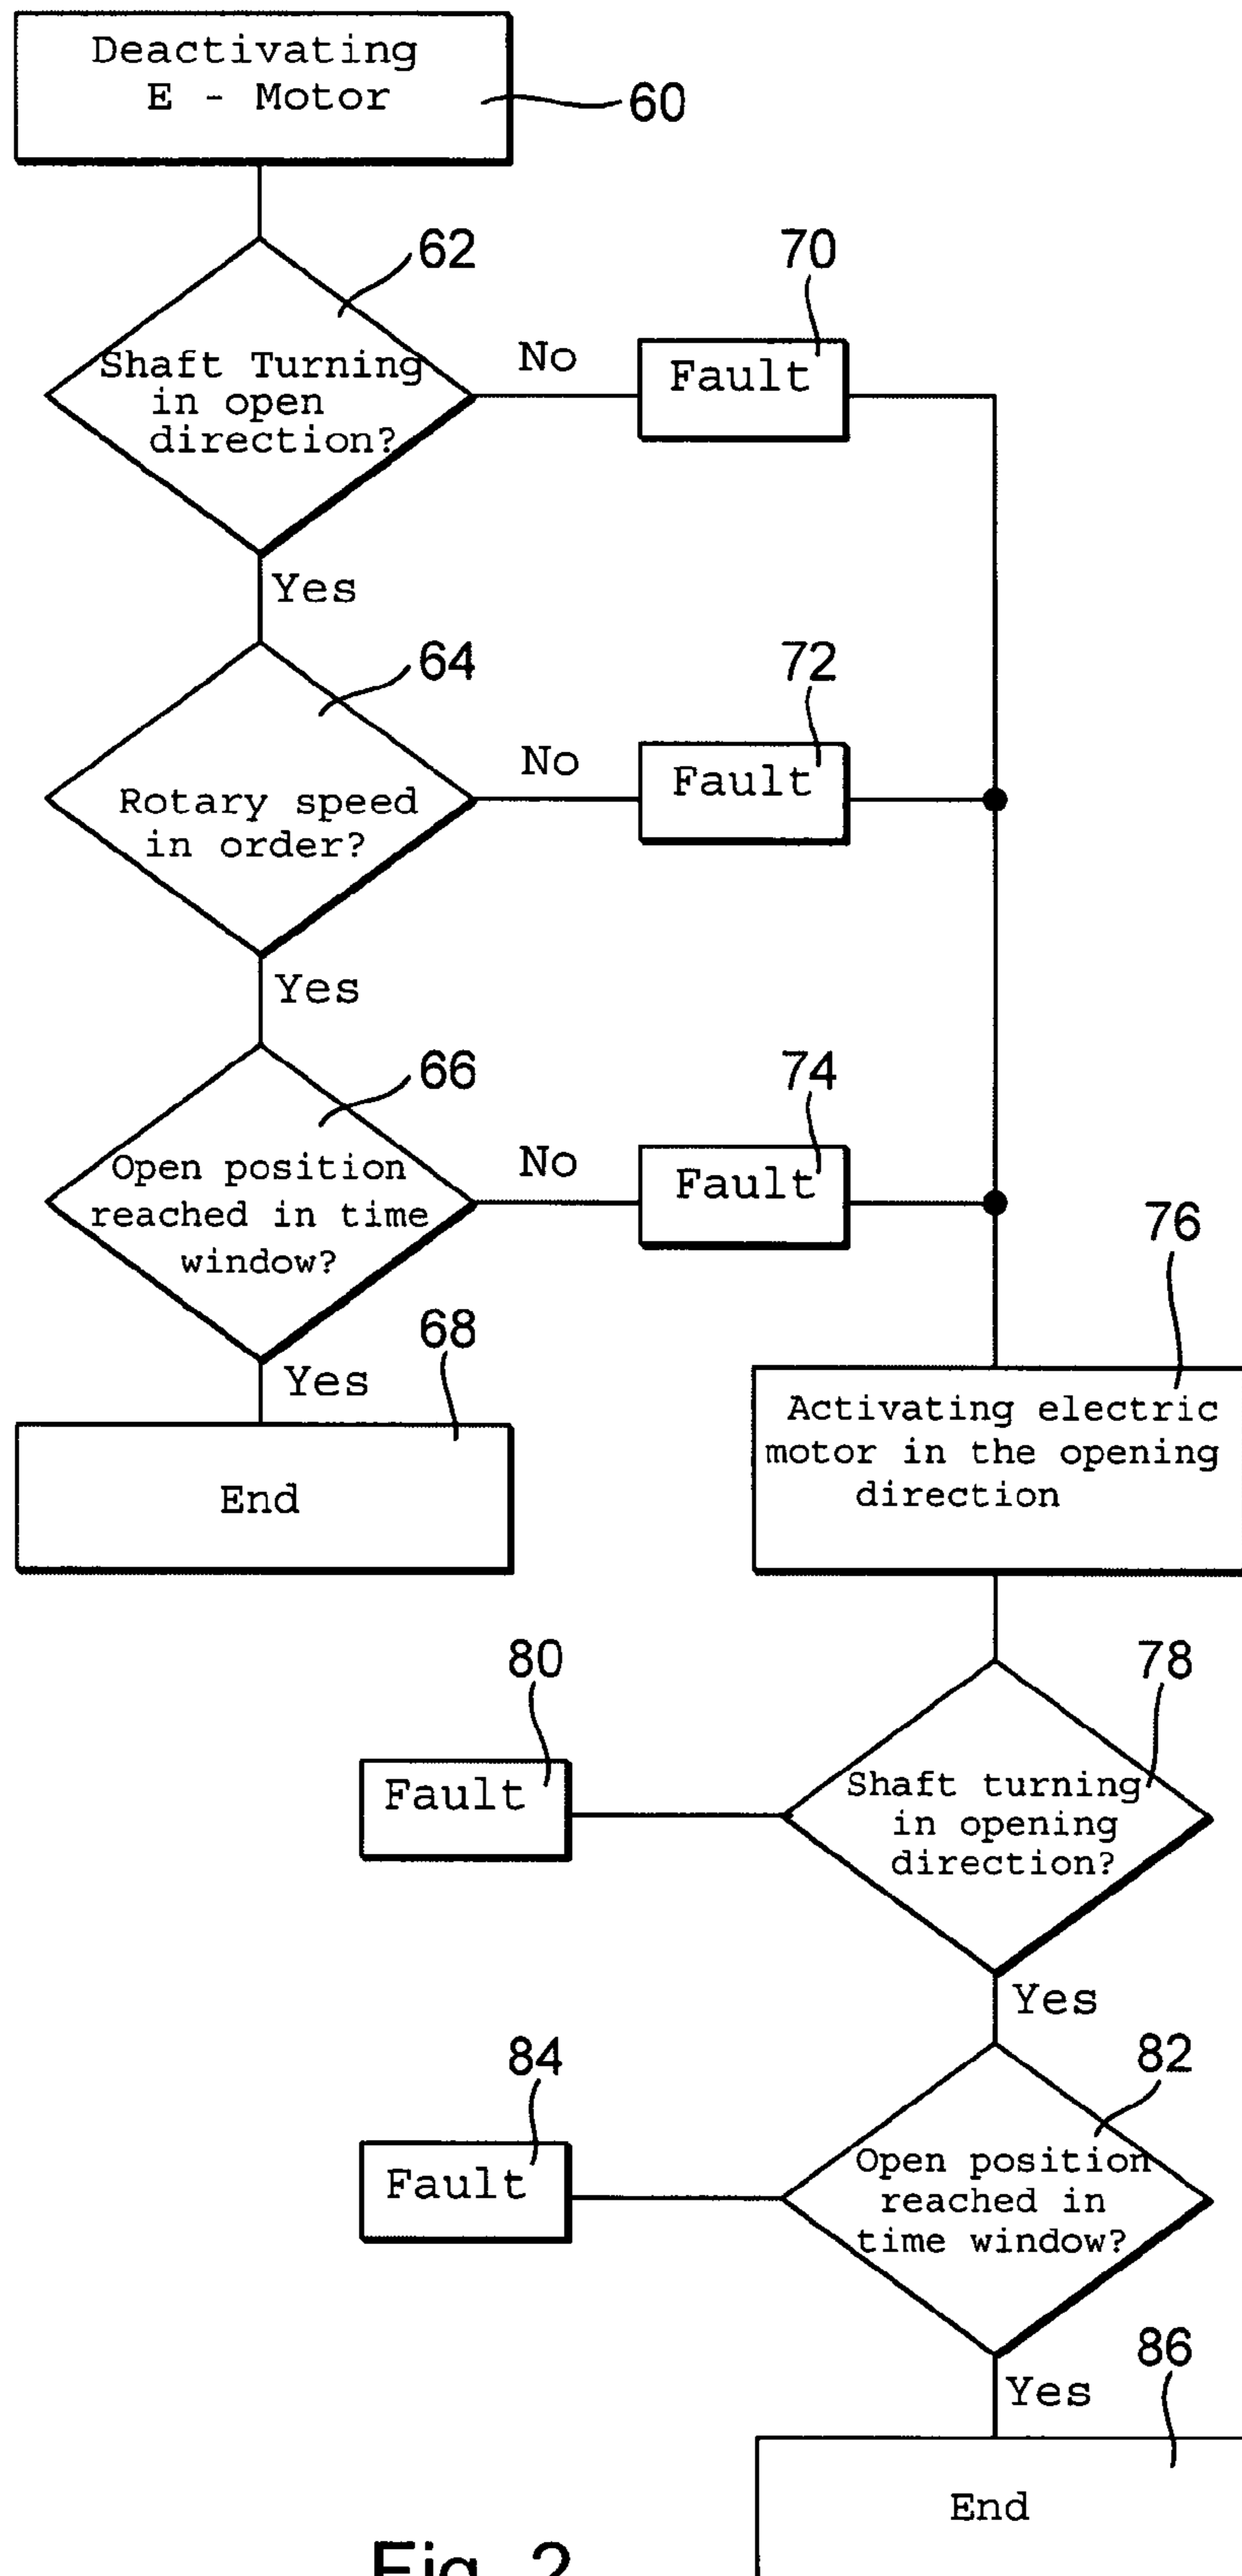 Deactivating
E - Motor
60
62
Shaft Turning
in open
direction?
No
70
Fault
Yes
64
Rotary speed
in order?
No
72
Fault
Yes
66
Open position
reached in time
window?
No
74
Fault
Yes
68
End
76
Activating electric
motor in the opening
direction
78
Shaft turning
in opening
direction?
80
Fault
Yes
82
Open position
reached in
time window?
84
Fault
Yes
86
End
Fig. 2